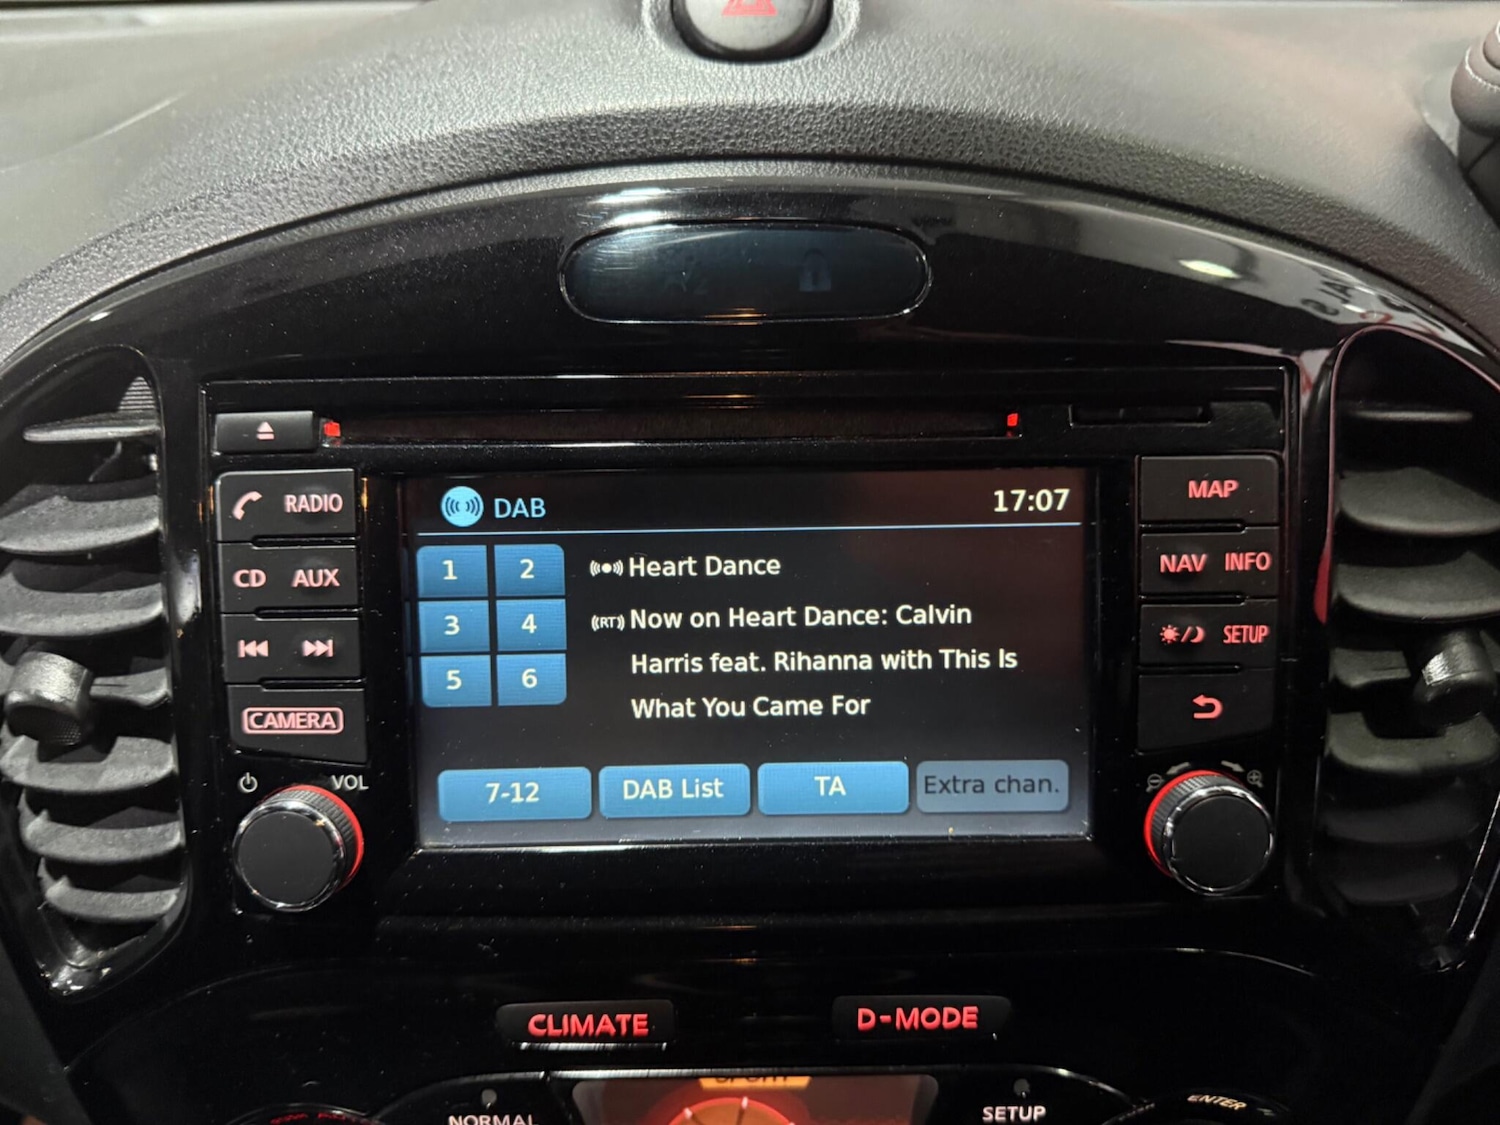 RADIO
CD AUX
CAMERA
VOL
DAB 17:07
1 2
3 4
5 6
Heart Dance
(RT) Now on Heart Dance: Calvin
Harris feat. Rihanna with This Is
What You Came For
7-12 DAB List TA Extra chan.
MAP
NAV INFO
SETUP
CLIMATE D-MODE
SPORT
NORMAL SETUP ENTER